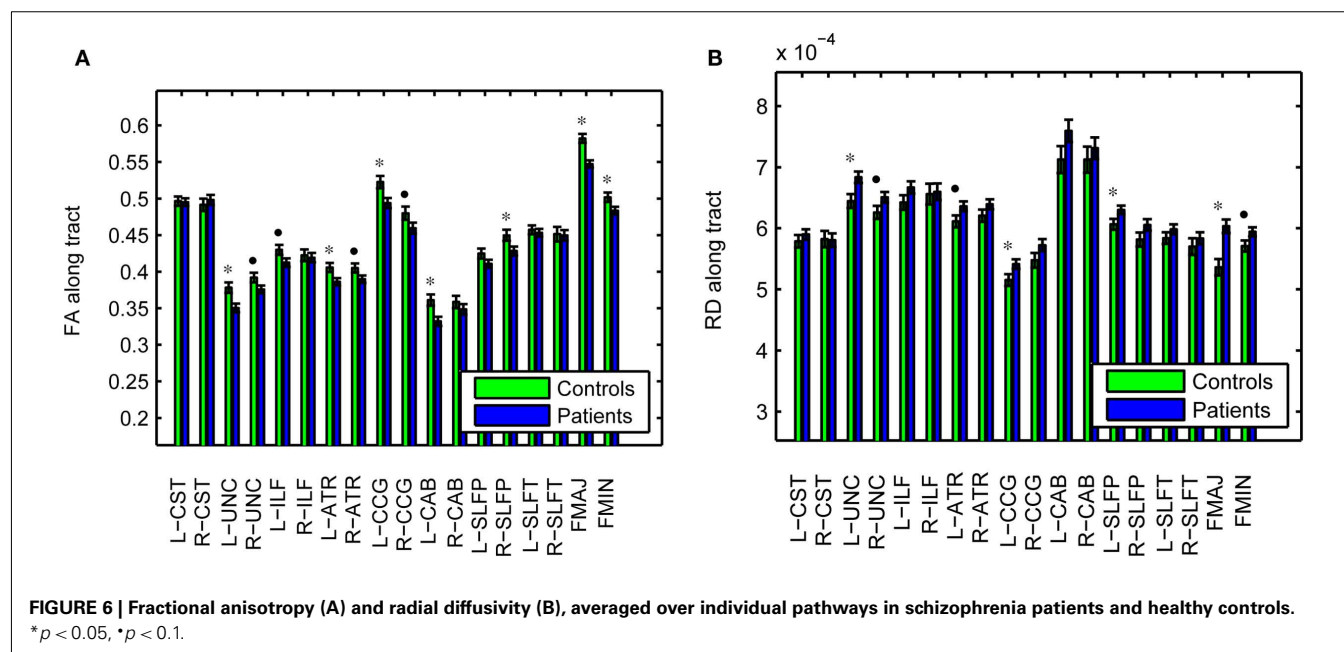 A
FA along tract
0.6
0.55
0.5
0.45
0.4
0.35
0.3
0.25
0.2
* • • * • * • * * * *
Controls
Patients
L−CST
R−CST
L−UNC
R−UNC
L−ILF
R−ILF
L−ATR
R−ATR
L−CCG
R−CCG
L−CAB
R−CAB
L−SLFP
R−SLFP
L−SLFT
R−SLFT
FMAJ
FMIN
B
x 10⁻⁴
RD along tract
8
7
6
5
4
3
* • • * * * •
Controls
Patients
L−CST
R−CST
L−UNC
R−UNC
L−ILF
R−ILF
L−ATR
R−ATR
L−CCG
R−CCG
L−CAB
R−CAB
L−SLFP
R−SLFP
L−SLFT
R−SLFT
FMAJ
FMIN
FIGURE 6 | Fractional anisotropy (A) and radial diffusivity (B), averaged over individual pathways in schizophrenia patients and healthy controls.
*p < 0.05, •p < 0.1.